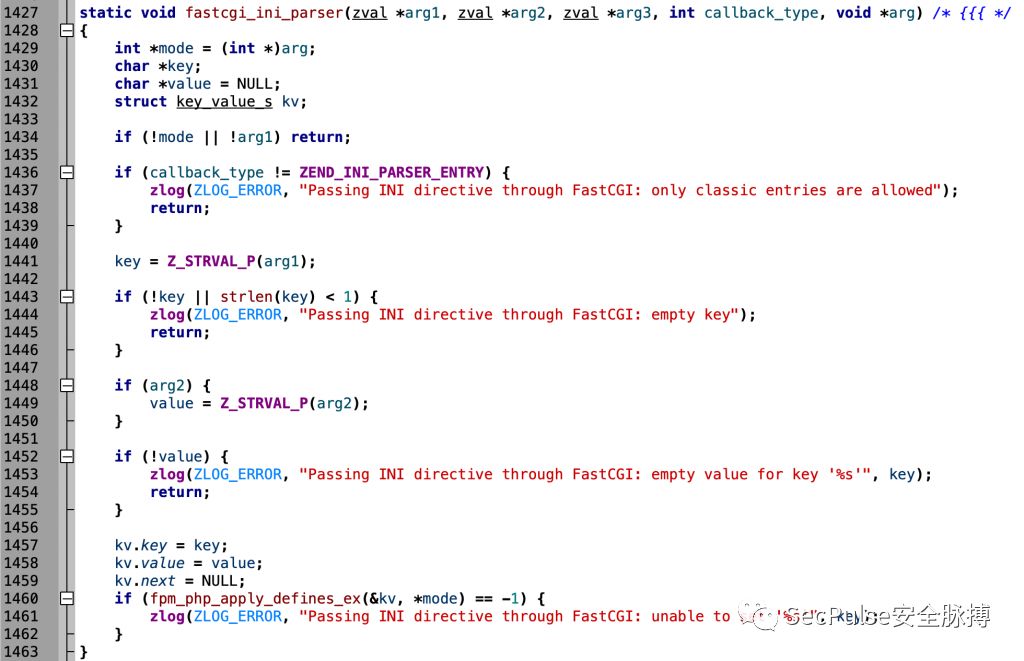 1427 static void fastcgi_ini_parser(zval *arg1, zval *arg2, zval *arg3, int callback_type, void *arg) /* {{{ */
1428 {
1429 int *mode = (int *)arg;
1430 char *key;
1431 char *value = NULL;
1432 struct key_value_s kv;
1433
1434 if (!mode || !arg1) return;
1435
1436 if (callback_type != ZEND_INI_PARSER_ENTRY) {
1437 zlog(ZLOG_ERROR, "Passing INI directive through FastCGI: only classic entries are allowed");
1438 return;
1439 }
1440
1441 key = Z_STRVAL_P(arg1);
1442
1443 if (!key || strlen(key) < 1) {
1444 zlog(ZLOG_ERROR, "Passing INI directive through FastCGI: empty key");
1445 return;
1446 }
1447
1448 if (arg2) {
1449 value = Z_STRVAL_P(arg2);
1450 }
1451
1452 if (!value) {
1453 zlog(ZLOG_ERROR, "Passing INI directive through FastCGI: empty value for key '%s'", key);
1454 return;
1455 }
1456
1457 kv.key = key;
1458 kv.value = value;
1459 kv.next = NULL;
1460 if (fpm_php_apply_defines_ex(&kv, *mode) == -1) {
1461 zlog(ZLOG_ERROR, "Passing INI directive through FastCGI: unable to
SecPulse安全脉搏
1462 }
1463 }